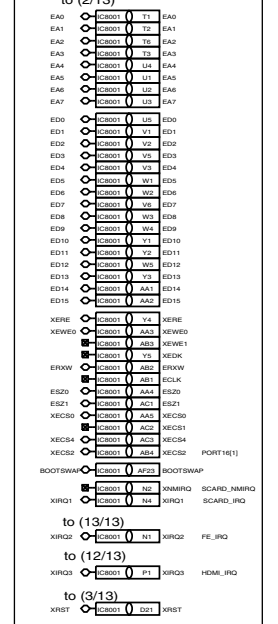 to (2/13)
EA0 IC8001 T1 EA0
EA1 IC8001 T2 EA1
EA2 IC8001 T6 EA2
EA3 IC8001 T3 EA3
EA4 IC8001 U4 EA4
EA5 IC8001 U1 EA5
EA6 IC8001 U2 EA6
EA7 IC8001 U3 EA7
ED0 IC8001 U5 ED0
ED1 IC8001 V1 ED1
ED2 IC8001 V2 ED2
ED3 IC8001 V5 ED3
ED4 IC8001 V3 ED4
ED5 IC8001 W1 ED5
ED6 IC8001 W2 ED6
ED7 IC8001 V6 ED7
ED8 IC8001 W3 ED8
ED9 IC8001 W4 ED9
ED10 IC8001 Y1 ED10
ED11 IC8001 Y2 ED11
ED12 IC8001 W5 ED12
ED13 IC8001 Y3 ED13
ED14 IC8001 AA1 ED14
ED15 IC8001 AA2 ED15
XERE IC8001 Y4 XERE
XEWE0 IC8001 AA3 XEWE0
IC8001 AB3 XEWE1
IC8001 Y5 XEDK
ERXW IC8001 AB2 ERXW
IC8001 AB1 ECLK
ESZ0 IC8001 AA4 ESZ0
ESZ1 IC8001 AC1 ESZ1
XECS0 IC8001 AA5 XECS0
IC8001 AC2 XECS1
XECS4 IC8001 AC3 XECS4
XECS2 IC8001 AB4 XECS2 PORT16[1]
BOOTSWAP IC8001 AF23 BOOTSWAP
IC8001 N2 XNMIRQ SCARD_NMIRQ
XIRQ1 IC8001 N4 XIRQ1 SCARD_IRQ
to (13/13)
XIRQ2 IC8001 N1 XIRQ2 FE_IRQ
to (12/13)
XIRQ3 IC8001 P1 XIRQ3 HDMI_IRQ
to (3/13)
XRST IC8001 D21 XRST